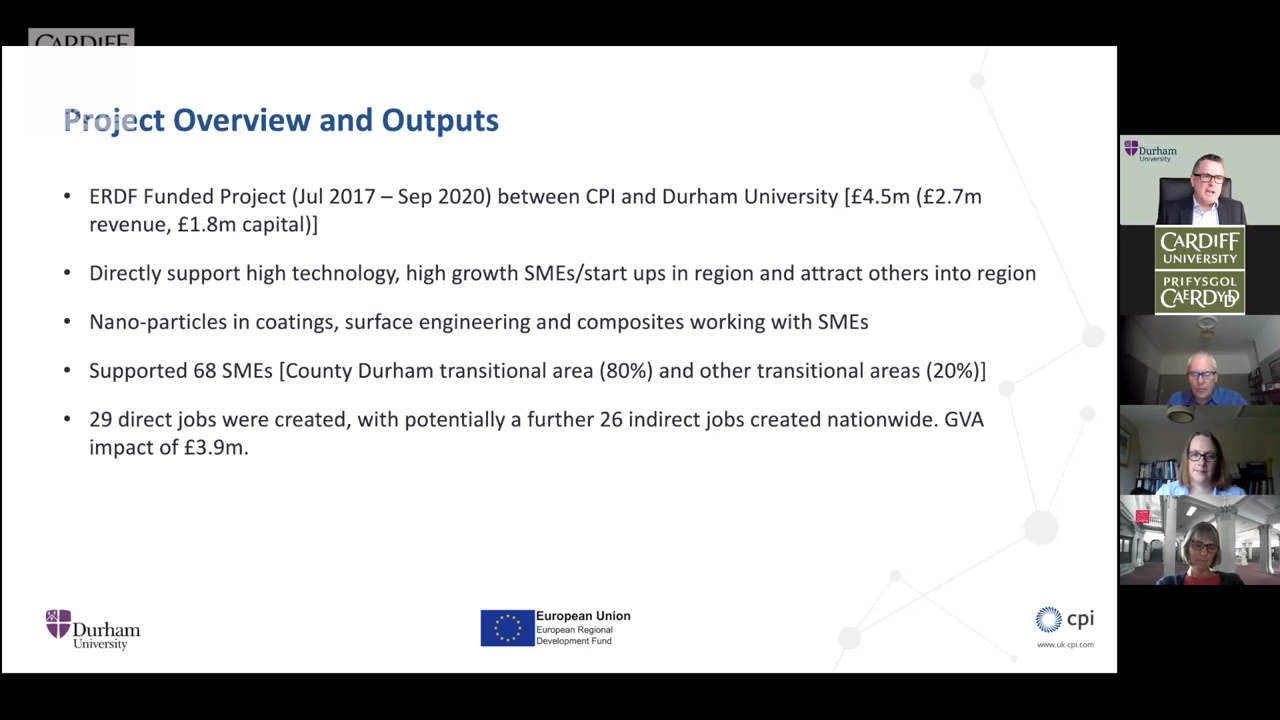 CARDIFF
Project Overview and Outputs
• ERDF Funded Project (Jul 2017 – Sep 2020) between CPI and Durham University [£4.5m (£2.7m
revenue, £1.8m capital)]
• Directly support high technology, high growth SMEs/start ups in region and attract others into region
• Nano-particles in coatings, surface engineering and composites working with SMEs
• Supported 68 SMEs [County Durham transitional area (80%) and other transitional areas (20%)]
• 29 direct jobs were created, with potentially a further 26 indirect jobs created nationwide. GVA
impact of £3.9m.
Durham
University
European Union
European Regional
Development Fund
cpi
www.uk-cpi.com
Durham
University
CARDIFF
UNIVERSITY
PRIFYSGOL
CAERDYDD